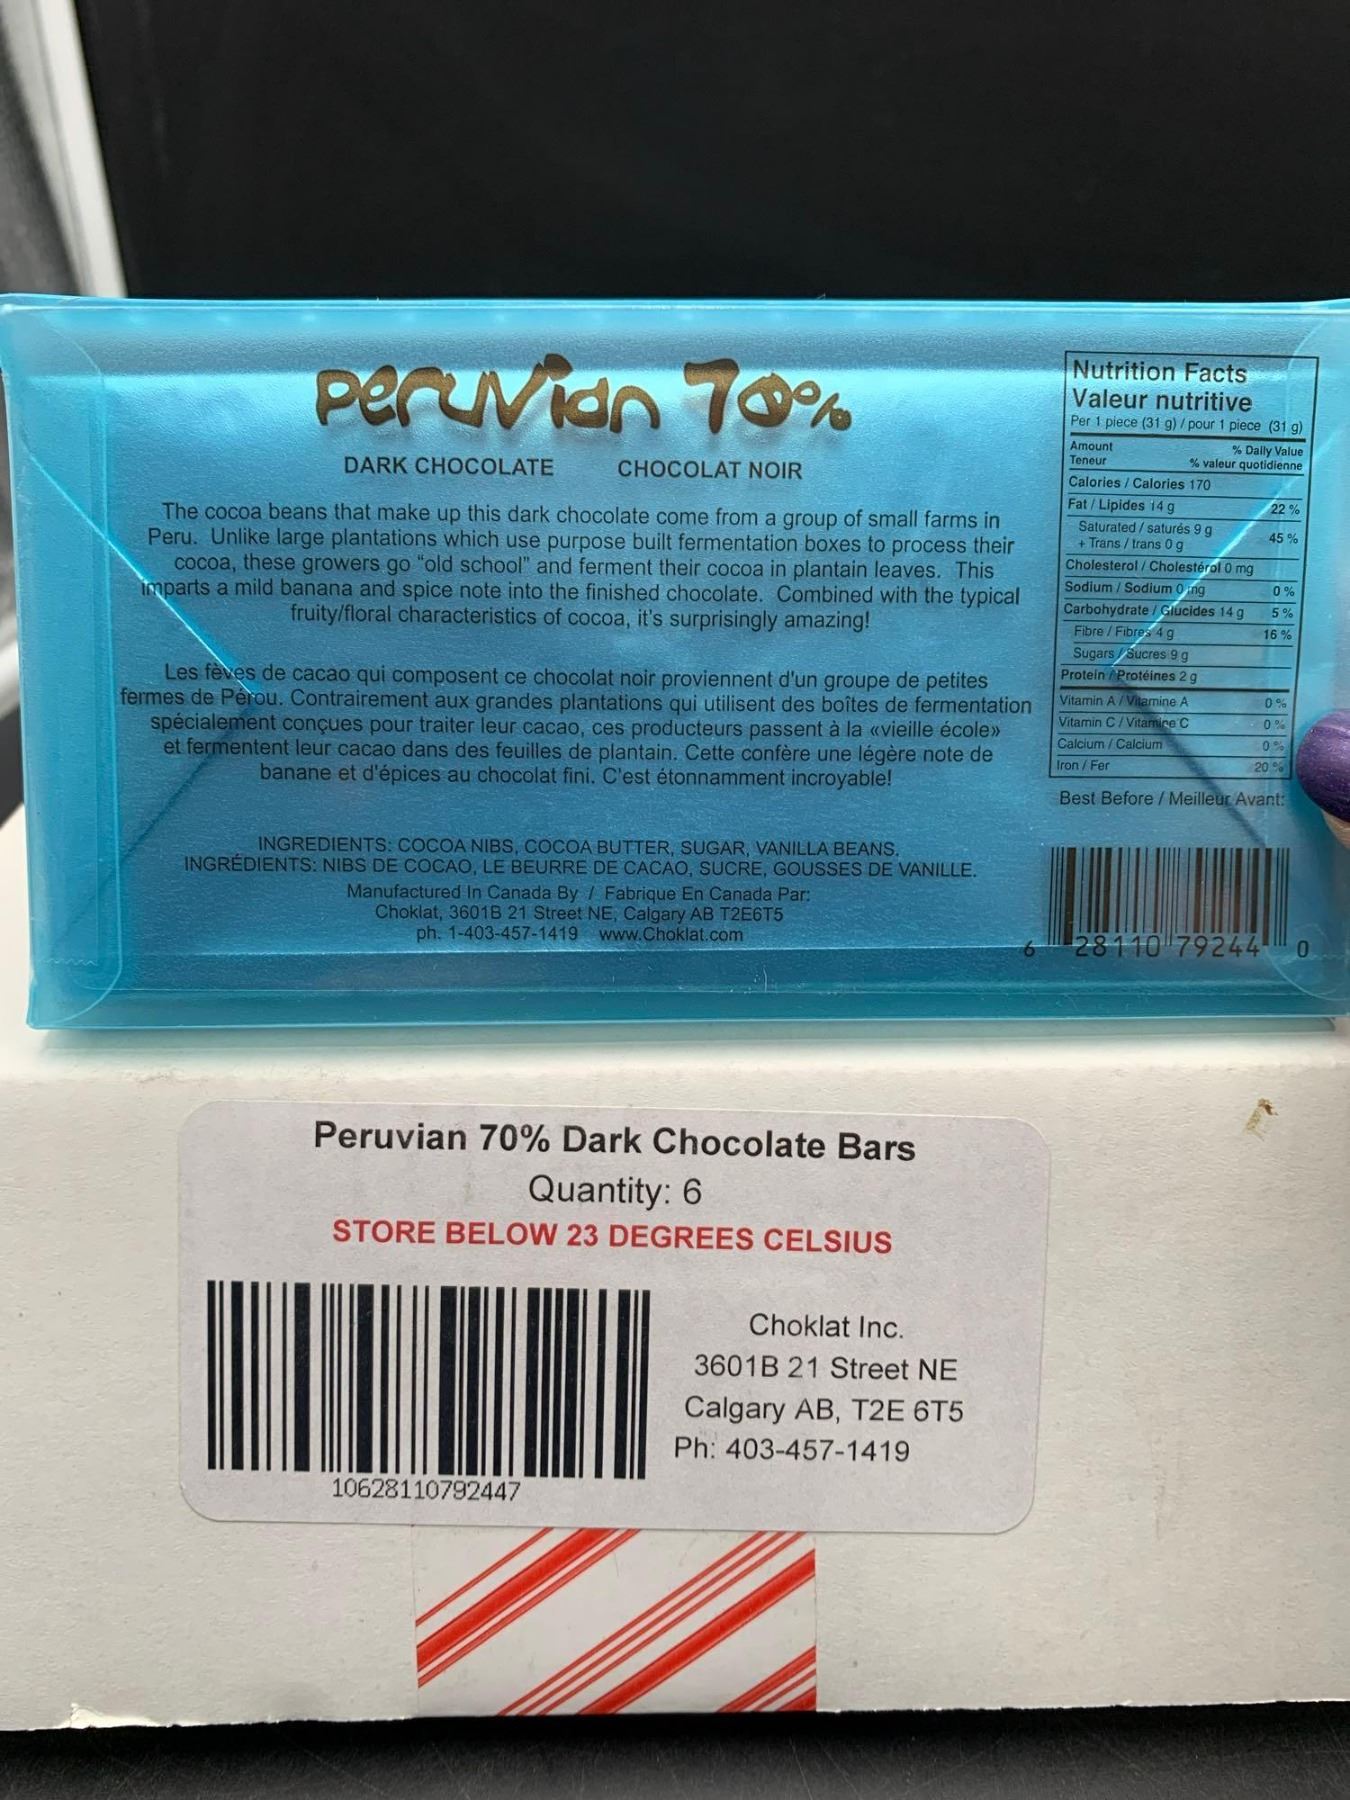 Peruvian 70%
DARK CHOCOLATE CHOCOLAT NOIR
The cocoa beans that make up this dark chocolate come from a group of small farms in
Peru. Unlike large plantations which use purpose built fermentation boxes to process their
cocoa, these growers go "old school" and ferment their cocoa in plantain leaves. This
imparts a mild banana and spice note into the finished chocolate. Combined with the typical
fruity/floral characteristics of cocoa, it's surprisingly amazing!
Les fèves de cacao qui composent ce chocolat noir proviennent d'un groupe de petites
fermes de Pérou. Contrairement aux grandes plantations qui utilisent des boîtes de fermentation
spécialement conçues pour traiter leur cacao, ces producteurs passent à la «vieille école»
et fermentent leur cacao dans des feuilles de plantain. Cette confère une légère note de
banane et d'épices au chocolat fini. C'est étonnamment incroyable!
INGREDIENTS: COCOA NIBS, COCOA BUTTER, SUGAR, VANILLA BEANS.
INGRÉDIENTS: NIBS DE COCAO, LE BEURRE DE CACAO, SUCRE, GOUSSES DE VANILLE.
Manufactured In Canada By / Fabrique En Canada Par:
Choklat, 3601B 21 Street NE, Calgary AB T2E6T5
ph. 1-403-457-1419 www.Choklat.com
Nutrition Facts
Valeur nutritive
Per 1 piece (31 g) / pour 1 piece (31 g)
Amount % Daily Value
Teneur % valeur quotidienne
Calories / Calories 170
Fat / Lipides 14 g 22 %
Saturated / saturés 9 g
+ Trans / trans 0 g 45 %
Cholesterol / Cholestérol 0 mg
Sodium / Sodium 0 mg 0 %
Carbohydrate / Glucides 14 g 5 %
Fibre / Fibres 4 g 16 %
Sugars / Sucres 9 g
Protein / Protéines 2 g
Vitamin A / Vitamine A 0 %
Vitamin C / Vitamine C 0 %
Calcium / Calcium 0 %
Iron / Fer 20 %
Best Before / Meilleur Avant:
6 28110 79244 0
Peruvian 70% Dark Chocolate Bars
Quantity: 6
STORE BELOW 23 DEGREES CELSIUS
10628110792447
Choklat Inc.
3601B 21 Street NE
Calgary AB, T2E 6T5
Ph: 403-457-1419